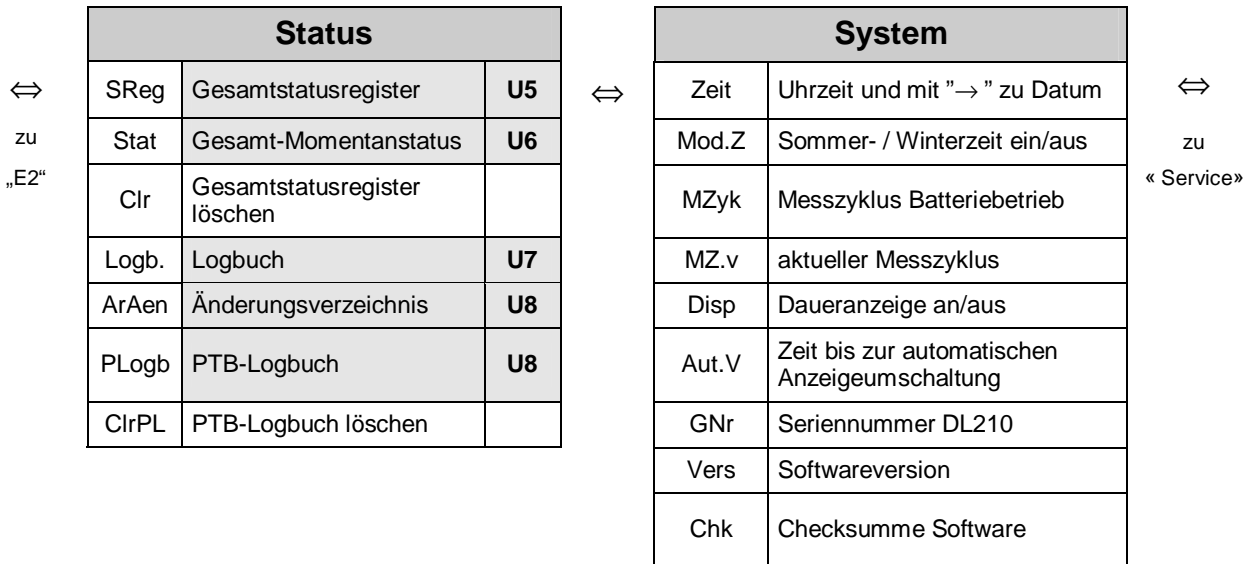 Status
⇔
zu
„E2“
SReg Gesamtstatusregister U5
Stat Gesamt-Momentanstatus U6
Clr Gesamtstatusregister
löschen
Logb. Logbuch U7
ArAen Änderungsverzeichnis U8
PLogb PTB-Logbuch U8
ClrPL PTB-Logbuch löschen
⇔
System
Zeit Uhrzeit und mit "→ " zu Datum
Mod.Z Sommer- / Winterzeit ein/aus
MZyk Messzyklus Batteriebetrieb
MZ.v aktueller Messzyklus
Disp Daueranzeige an/aus
Aut.V Zeit bis zur automatischen
Anzeigeumschaltung
GNr Seriennummer DL210
Vers Softwareversion
Chk Checksumme Software
⇔
zu
« Service»